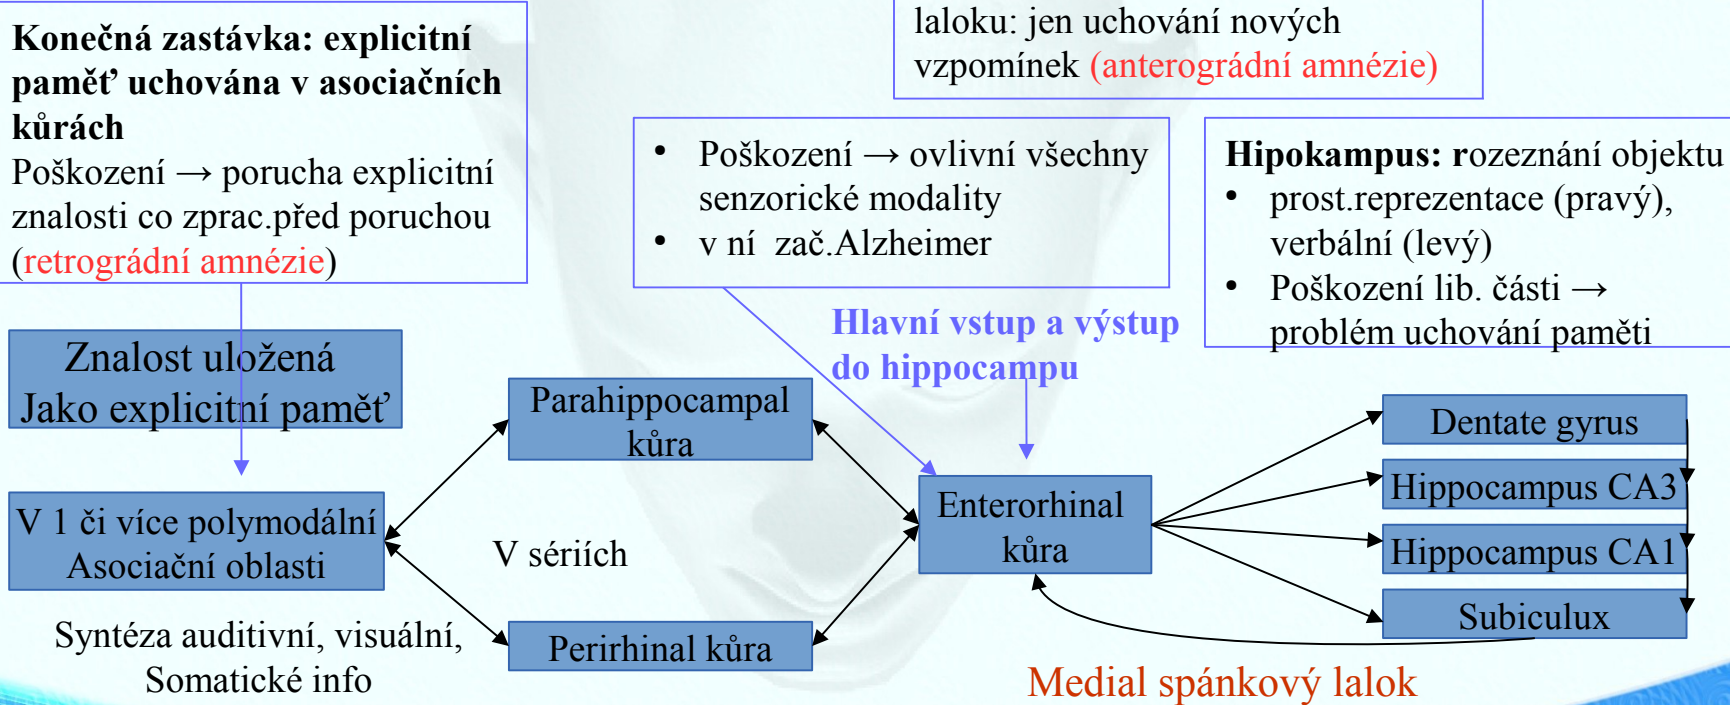 Konečná zastávka: explicitní
paměť uchována v asociačních
kůrách
Poškození → porucha explicitní
znalosti co zprac.před poruchou
(retrográdní amnézie)
laloku: jen uchování nových
vzpomínek (anterográdní amnézie)
• Poškození → ovlivní všechny
senzorické modality
• v ní zač.Alzheimer
Hipokampus: rozeznání objektu
• prost.reprezentace (pravý),
verbální (levý)
• Poškození lib. části →
problém uchování paměti
Hlavní vstup a výstup
do hippocampu
Znalost uložená
Jako explicitní paměť
V 1 či více polymodální
Asociační oblasti
Syntéza auditivní, visuální,
Somatické info
Parahippocampal
kůra
V sériích
Perirhinal kůra
Enterorhinal
kůra
Dentate gyrus
Hippocampus CA3
Hippocampus CA1
Subiculux
Medial spánkový lalok